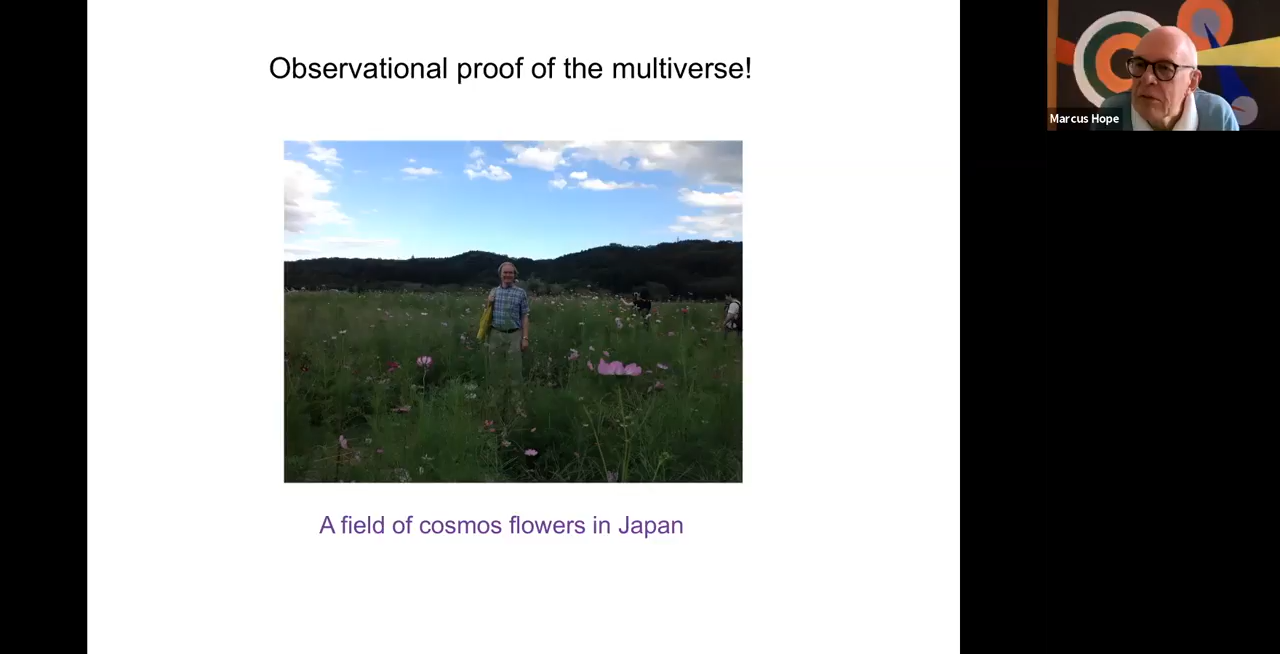 Observational proof of the multiverse!
Marcus Hope
A field of cosmos flowers in Japan